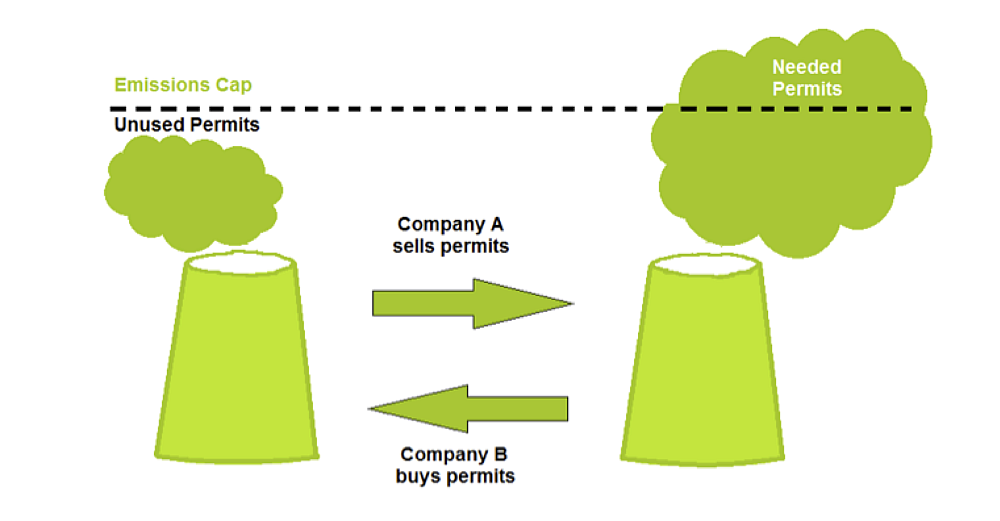 Emissions Cap
Unused Permits
Needed
Permits
Company A
sells permits
Company B
buys permits